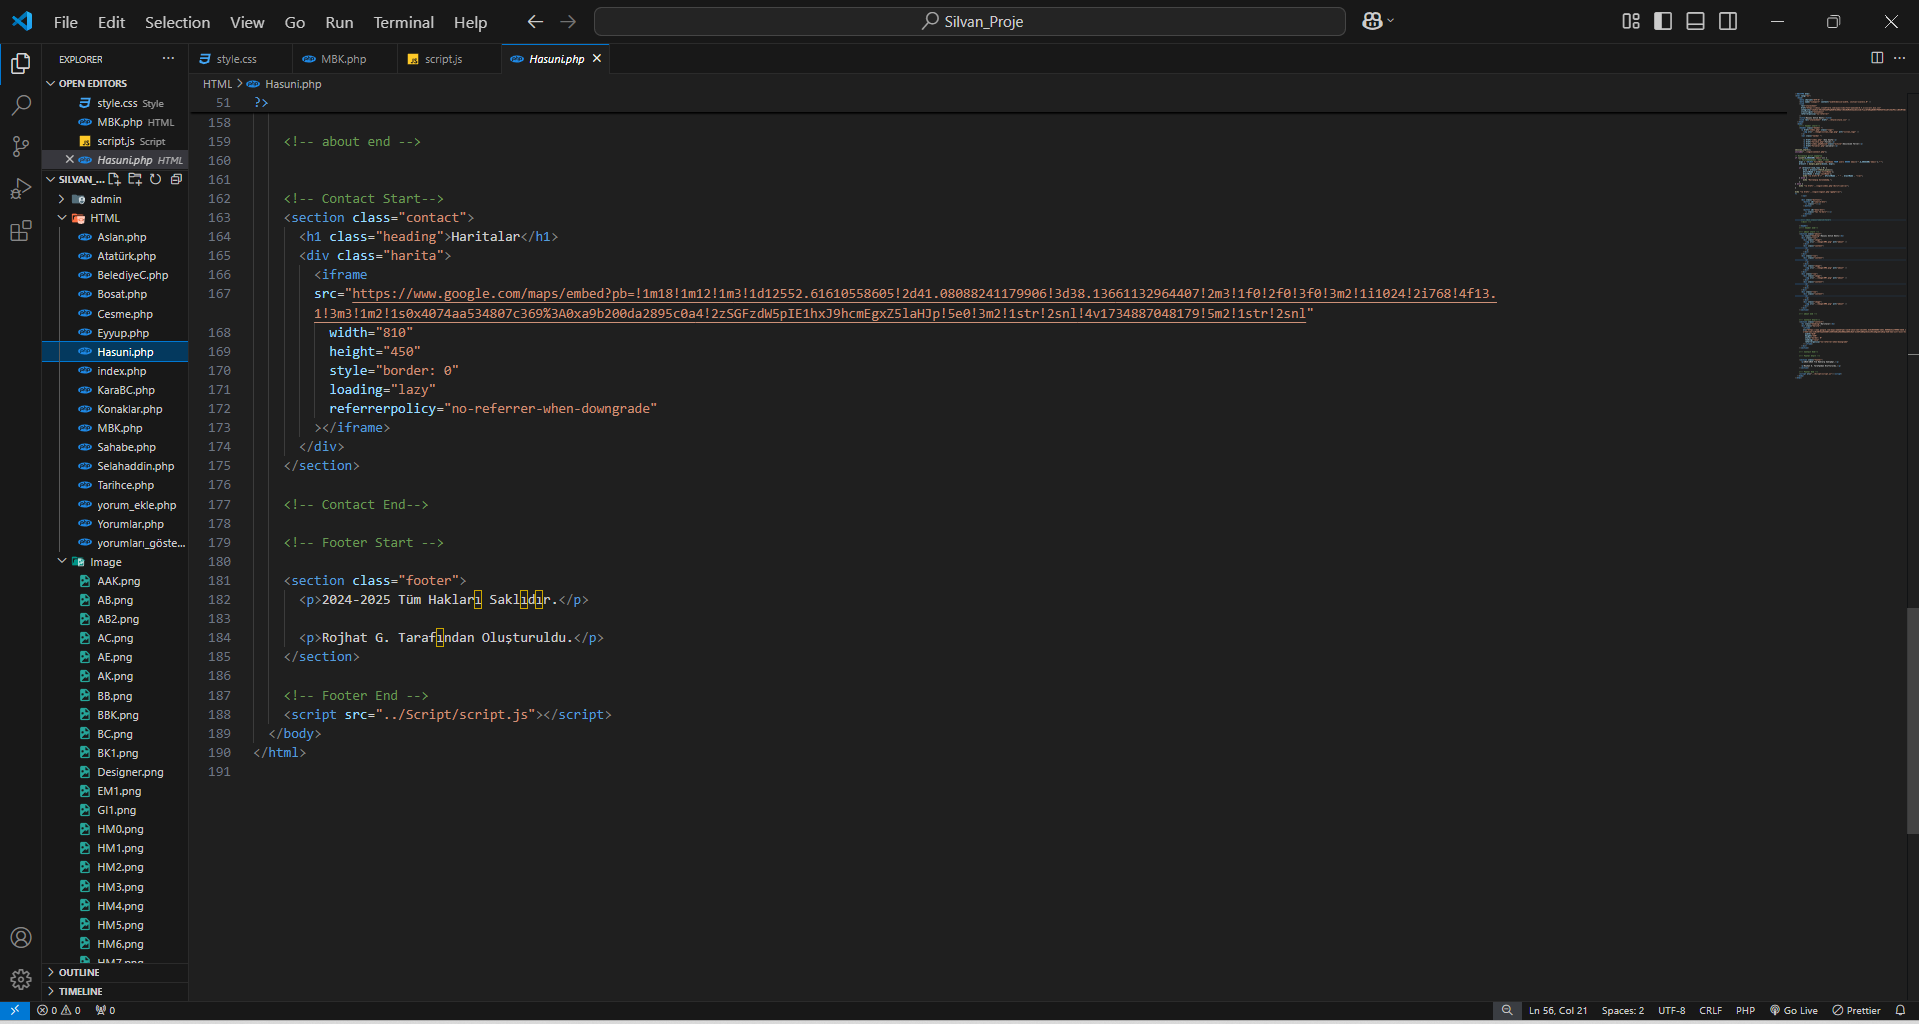 File Edit Selection View Go Run Terminal Help
Silvan_Proje
EXPLORER
OPEN EDITORS
style.css Style
MBK.php HTML
script.js Script
Hasuni.php HTML
SILVAN_...
admin
HTML
Aslan.php
Atatürk.php
BelediyeC.php
Bosat.php
Cesme.php
Eyyup.php
Hasuni.php
index.php
KaraBC.php
Konaklar.php
MBK.php
Sahabe.php
Selahaddin.php
Tarihce.php
yorum_ekle.php
Yorumlar.php
yorumları_göste...
Image
AAK.png
AB.png
AB2.png
AC.png
AE.png
AK.png
BB.png
BBK.png
BC.png
BK1.png
Designer.png
EM1.png
GI1.png
HM0.png
HM1.png
HM2.png
HM3.png
HM4.png
HM5.png
HM6.png
HM7.png
OUTLINE
TIMELINE
style.css MBK.php script.js Hasuni.php
HTML > Hasuni.php
51 ?>
158
159 <!-- about end -->
160
161
162 <!-- Contact Start-->
163 <section class="contact">
164 <h1 class="heading">Haritalar</h1>
165 <div class="harita">
166 <iframe
167 src="https://www.google.com/maps/embed?pb=!1m18!1m12!1m3!1d12552.61610558605!2d41.08088241179906!3d38.13661132964407!2m3!1f0!2f0!3f0!3m2!1i1024!2i768!4f13.
1!3m3!1m2!1s0x4074aa534807c369%3A0xa9b200da2895c0a4!2zSGFzdW5pIE1hxJ9hcmEgxZ5laHJp!5e0!3m2!1str!2snl!4v1734887048179!5m2!1str!2snl"
168 width="810"
169 height="450"
170 style="border: 0"
171 loading="lazy"
172 referrerpolicy="no-referrer-when-downgrade"
173 ></iframe>
174 </div>
175 </section>
176
177 <!-- Contact End-->
178
179 <!-- Footer Start -->
180
181 <section class="footer">
182 <p>2024-2025 Tüm Hakları Saklıdır.</p>
183
184 <p>Rojhat G. Tarafından Oluşturuldu.</p>
185 </section>
186
187 <!-- Footer End -->
188 <script src="../Script/script.js"></script>
189 </body>
190 </html>
191
0 0 0
Ln 56, Col 21 Spaces: 2 UTF-8 CRLF PHP Go Live Prettier